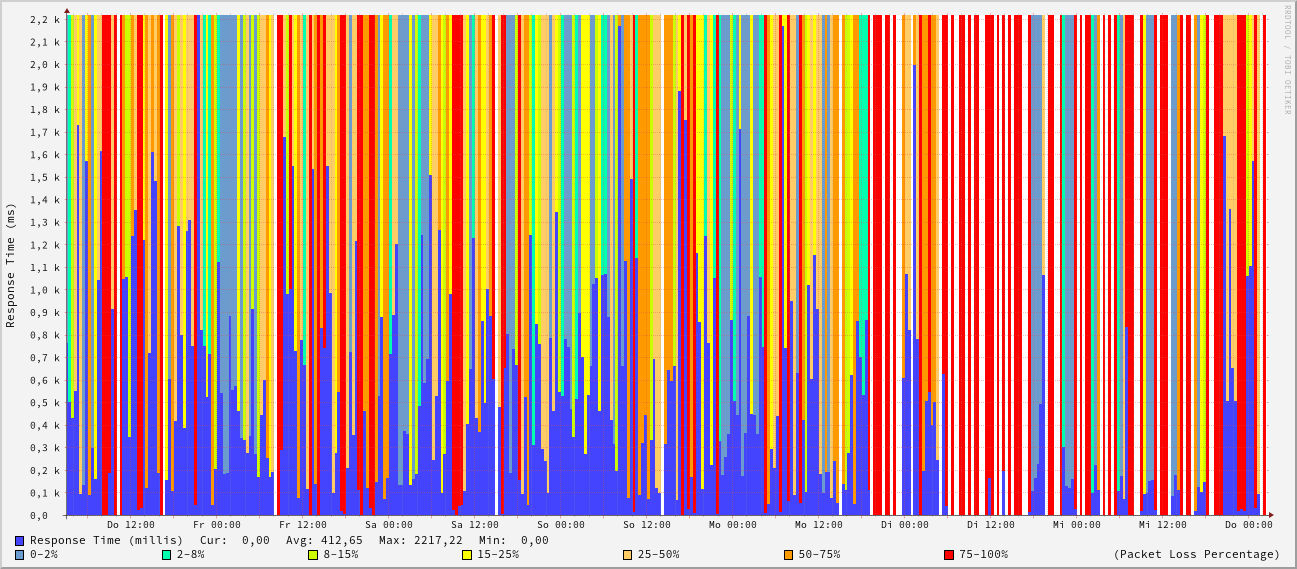 RRDTOOL / TOBI OETIKER
Response Time (ms)
2,2 k
2,1 k
2,0 k
1,9 k
1,8 k
1,7 k
1,6 k
1,5 k
1,4 k
1,3 k
1,2 k
1,1 k
1,0 k
0,9 k
0,8 k
0,7 k
0,6 k
0,5 k
0,4 k
0,3 k
0,2 k
0,1 k
0,0
Do 12:00 Fr 00:00 Fr 12:00 Sa 00:00 Sa 12:00 So 00:00 So 12:00 Mo 00:00 Mo 12:00 Di 00:00 Di 12:00 Mi 00:00 Mi 12:00 Do 00:00
Response Time (millis) Cur: 0,00 Avg: 412,65 Max: 2217,22 Min: 0,00
0-2% 2-8% 8-15% 15-25% 25-50% 50-75% 75-100% (Packet Loss Percentage)